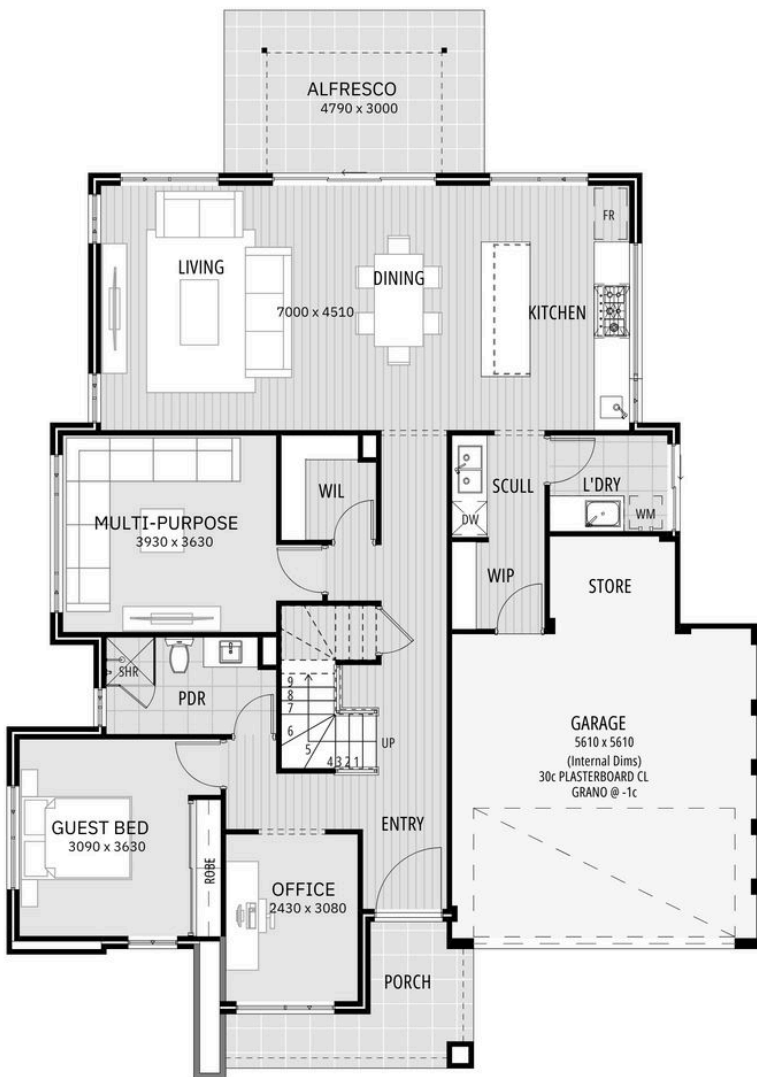 ALFRESCO
4790 x 3000
FR
LIVING
DINING
7000 x 4510
KITCHEN
WIL
SCULL
L'DRY
MULTI-PURPOSE
3930 x 3630
DW
WM
WIP
STORE
SHR
PDR
9
8
7
6
5
4 3 2 1
UP
GARAGE
5610 x 5610
(Internal Dims)
30c PLASTERBOARD CL
GRANO @ -1c
GUEST BED
3090 x 3630
ROBE
ENTRY
OFFICE
2430 x 3080
PORCH